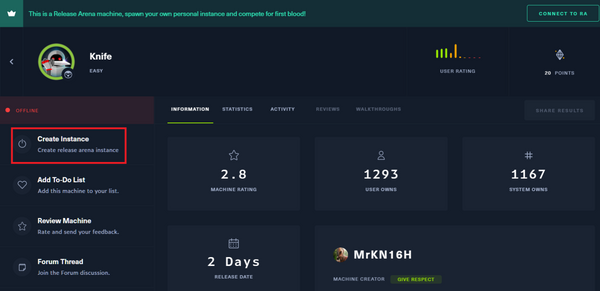 This is a Release Arena machine, spawn your own personal instance and compete for first blood!
CONNECT TO RA
Knife
EASY
USER RATING
20 POINTS
OFFLINE
INFORMATION
STATISTICS
ACTIVITY
REVIEWS
WALKTHROUGHS
SHARE RESULTS
Create Instance
Create release arena instance
Add To-Do List
Add this machine to your list.
Review Machine
Rate and send your feedback.
Forum Thread
Join the Forum discussion.
2.8
MACHINE RATING
1293
USER OWNS
1167
SYSTEM OWNS
2 Days
RELEASE DATE
MrKN16H
MACHINE CREATOR
GIVE RESPECT